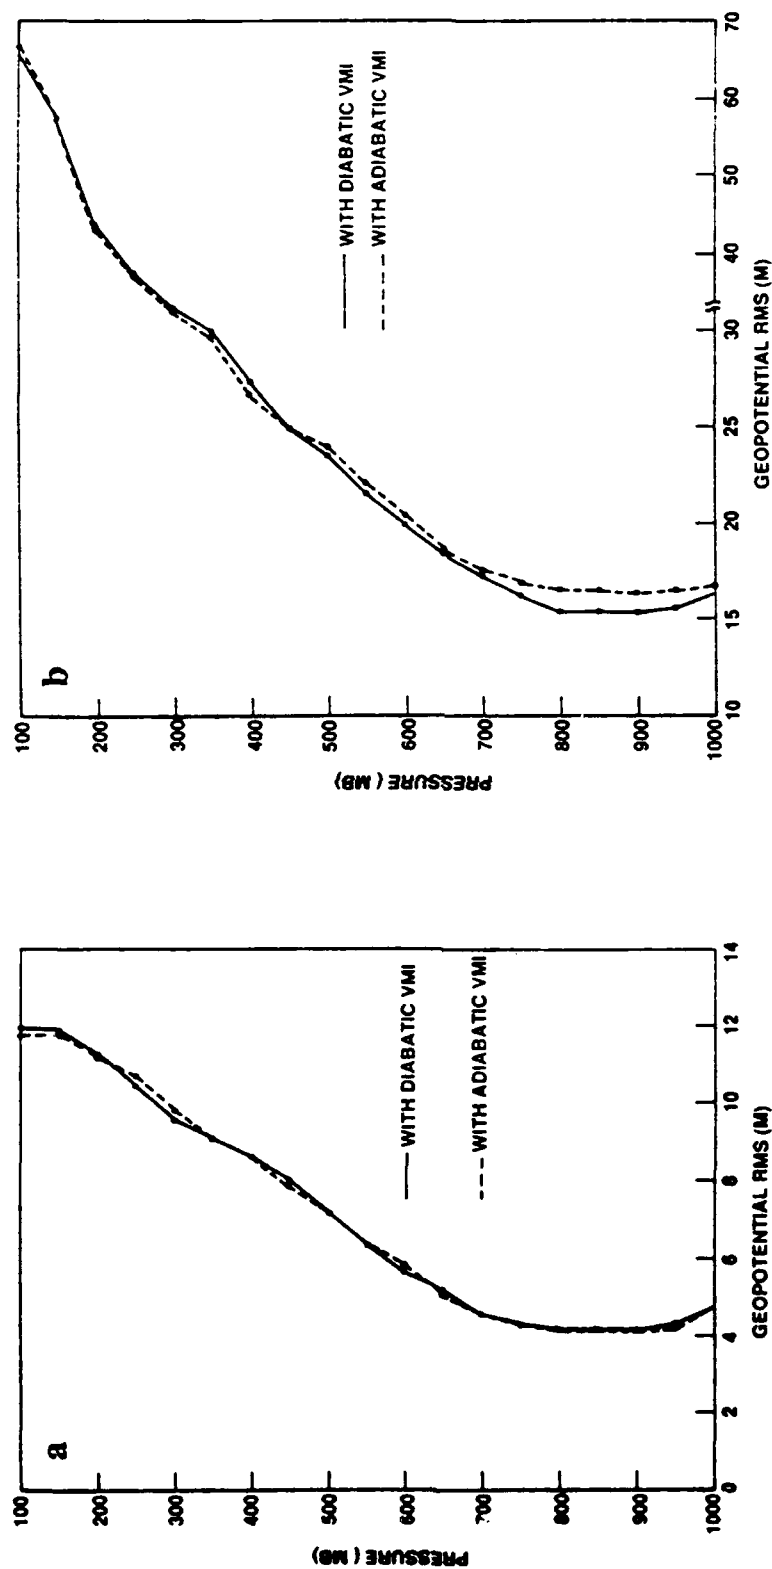 a
PRESSURE (MB)
100
200
300
400
500
600
700
800
900
1000
WITH DIABATIC VMI
WITH ADIABATIC VMI
0 2 4 6 8 10 12 14
GEOPOTENTIAL RMS (M)
b
PRESSURE (MB)
100
200
300
400
500
600
700
800
900
1000
WITH DIABATIC VMI
WITH ADIABATIC VMI
10 15 20 25 30 40 50 60 70
GEOPOTENTIAL RMS (M)